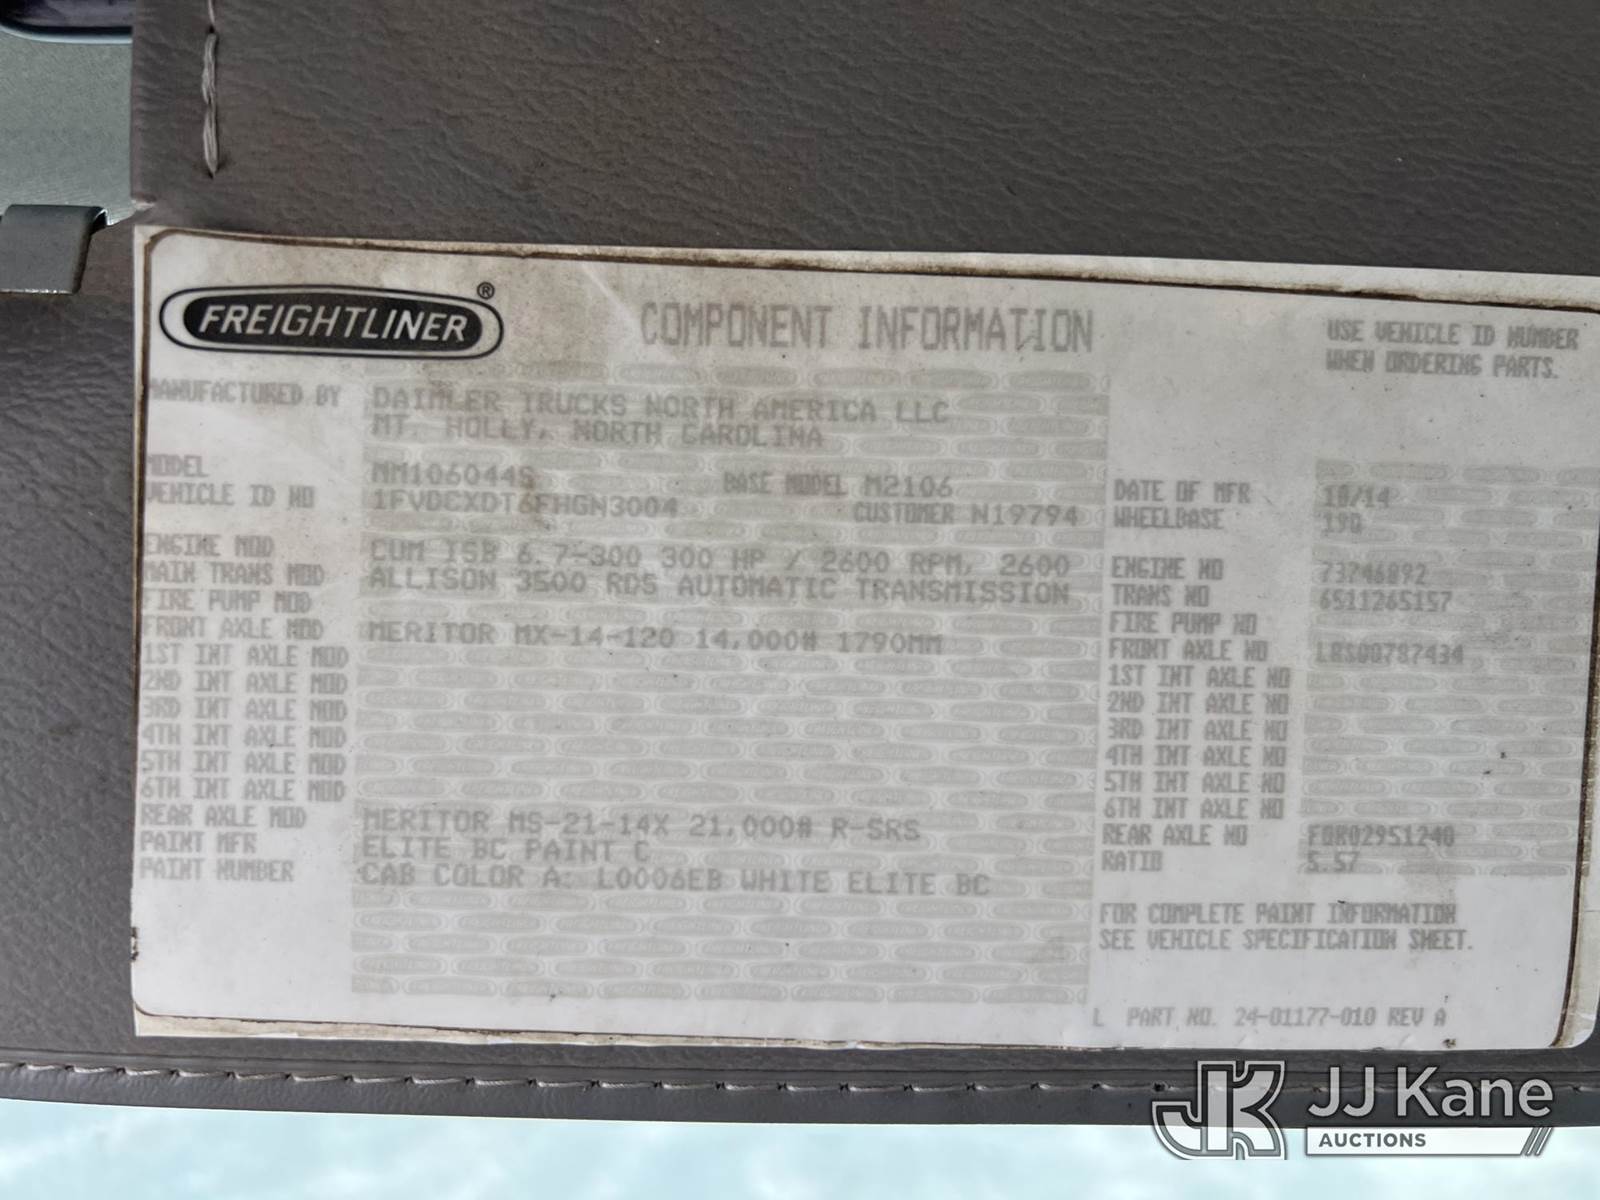 FREIGHTLINER®
COMPONENT INFORMATION
USE VEHICLE ID NUMBER
WHEN ORDERING PARTS.
MANUFACTURED BY DAIMLER TRUCKS NORTH AMERICA LLC
MT. HOLLY, NORTH CAROLINA
MODEL MM106044S BASE MODEL M2106 DATE OF MFR 10/14
VEHICLE ID NO 1FVDCXDT6FHGN3004 CUSTOMER N19794 WHEELBASE 190
ENGINE MOD CUM ISB 6.7-300 300 HP / 2600 RPM, 2600 ENGINE NO 73746892
MAIN TRANS MOD ALLISON 3500 RDS AUTOMATIC TRANSMISSION TRANS NO 6511265157
FIRE PUMP MOD FIRE PUMP NO
FRONT AXLE MOD MERITOR MX-14-120 14,000# 1790MM FRONT AXLE NO LRS00787434
1ST INT AXLE MOD 1ST INT AXLE NO
2ND INT AXLE MOD 2ND INT AXLE NO
3RD INT AXLE MOD 3RD INT AXLE NO
4TH INT AXLE MOD 4TH INT AXLE NO
5TH INT AXLE MOD 5TH INT AXLE NO
6TH INT AXLE MOD 6TH INT AXLE NO
REAR AXLE MOD MERITOR MS-21-14X 21,000# R-SRS REAR AXLE NO FGR02951240
PAINT MFR ELITE BC PAINT C RATIO 5.57
PAINT NUMBER CAB COLOR A: L0006EB WHITE ELITE BC
FOR COMPLETE PAINT INFORMATION
SEE VEHICLE SPECIFICATION SHEET.
L PART NO. 24-01177-010 REV A
JK JJ Kane
AUCTIONS